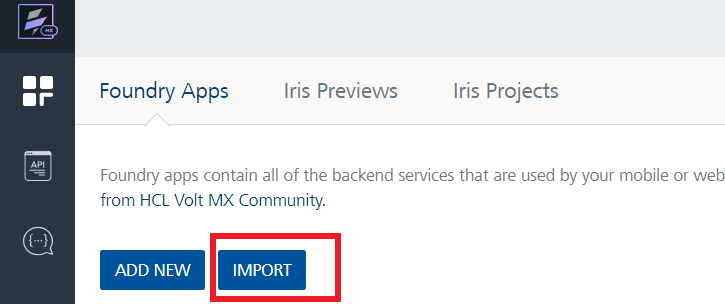 MX
Foundry Apps Iris Previews Iris Projects
API
Foundry apps contain all of the backend services that are used by your mobile or web
from HCL Volt MX Community.
{...}
ADD NEW IMPORT